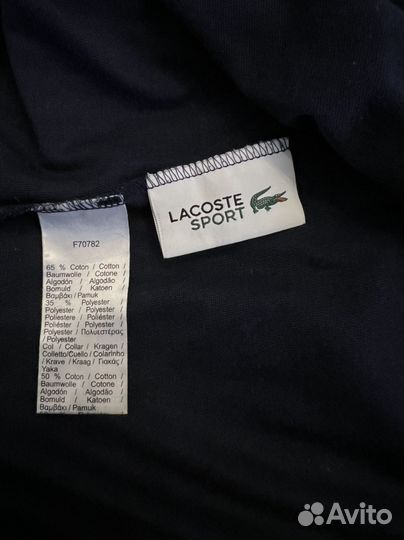 F70782
65 % Coton / Cotton /
Baumwolle / Cotone /
Algodón / Algodão
Bomuld / Katoen /
Βαμβάκι / Pamuk
35 % Polyester /
Polyester / Polyester /
Poliestere / Poliéster /
Poliéster / Polyester /
Polyester / Πολυεστέρας
/ Polyester
Col / Collar / Kragen /
Colletto/Cuello / Colarinho
/ Krave / Kraag / Γιακάς /
Yaka
50 % Coton / Cotton /
Baumwolle / Cotone /
Algodón / Algodão /
Bomuld / Katoen /
Βαμβάκι / Pamuk
LACOSTE
SPORT
Avito